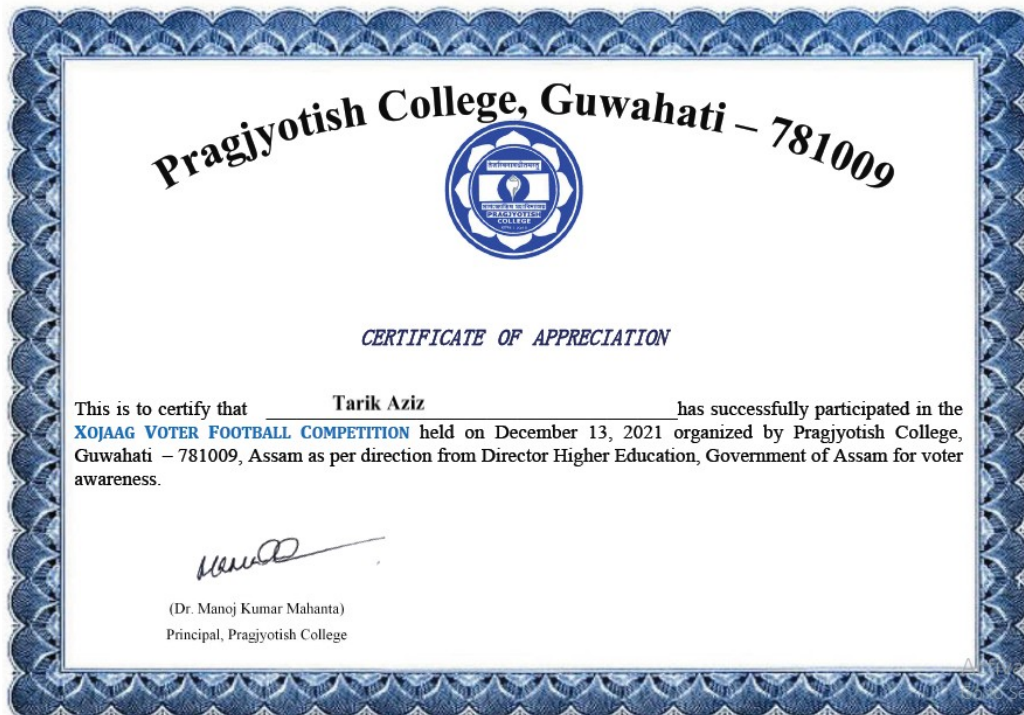 Pragjyotish College, Guwahati – 781009
PRAGJYOTISH
COLLEGE
CERTIFICATE OF APPRECIATION
This is to certify that Tarik Aziz has successfully participated in the
XOJAAG VOTER FOOTBALL COMPETITION held on December 13, 2021 organized by Pragjyotish College,
Guwahati – 781009, Assam as per direction from Director Higher Education, Government of Assam for voter
awareness.
(Dr. Manoj Kumar Mahanta)
Principal, Pragjyotish College